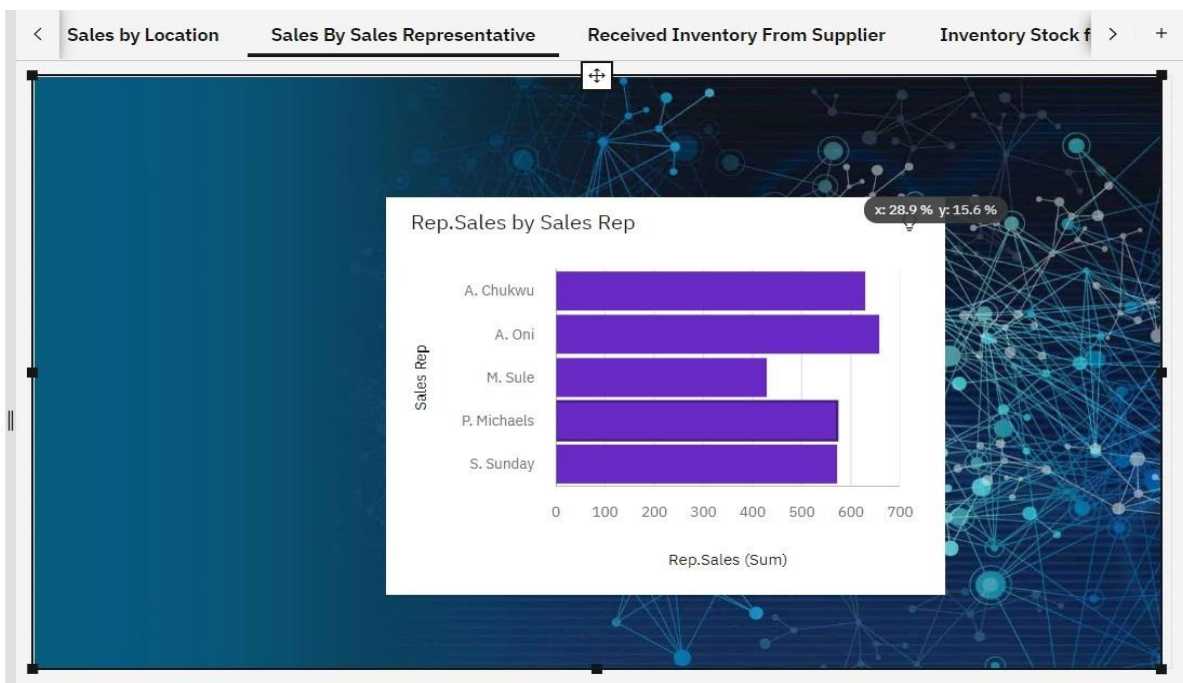 Sales by Location Sales By Sales Representative Received Inventory From Supplier Inventory Stock f
x: 28.9 % y: 15.6 %
Rep.Sales by Sales Rep
Sales Rep
A. Chukwu
A. Oni
M. Sule
P. Michaels
S. Sunday
0 100 200 300 400 500 600 700
Rep.Sales (Sum)